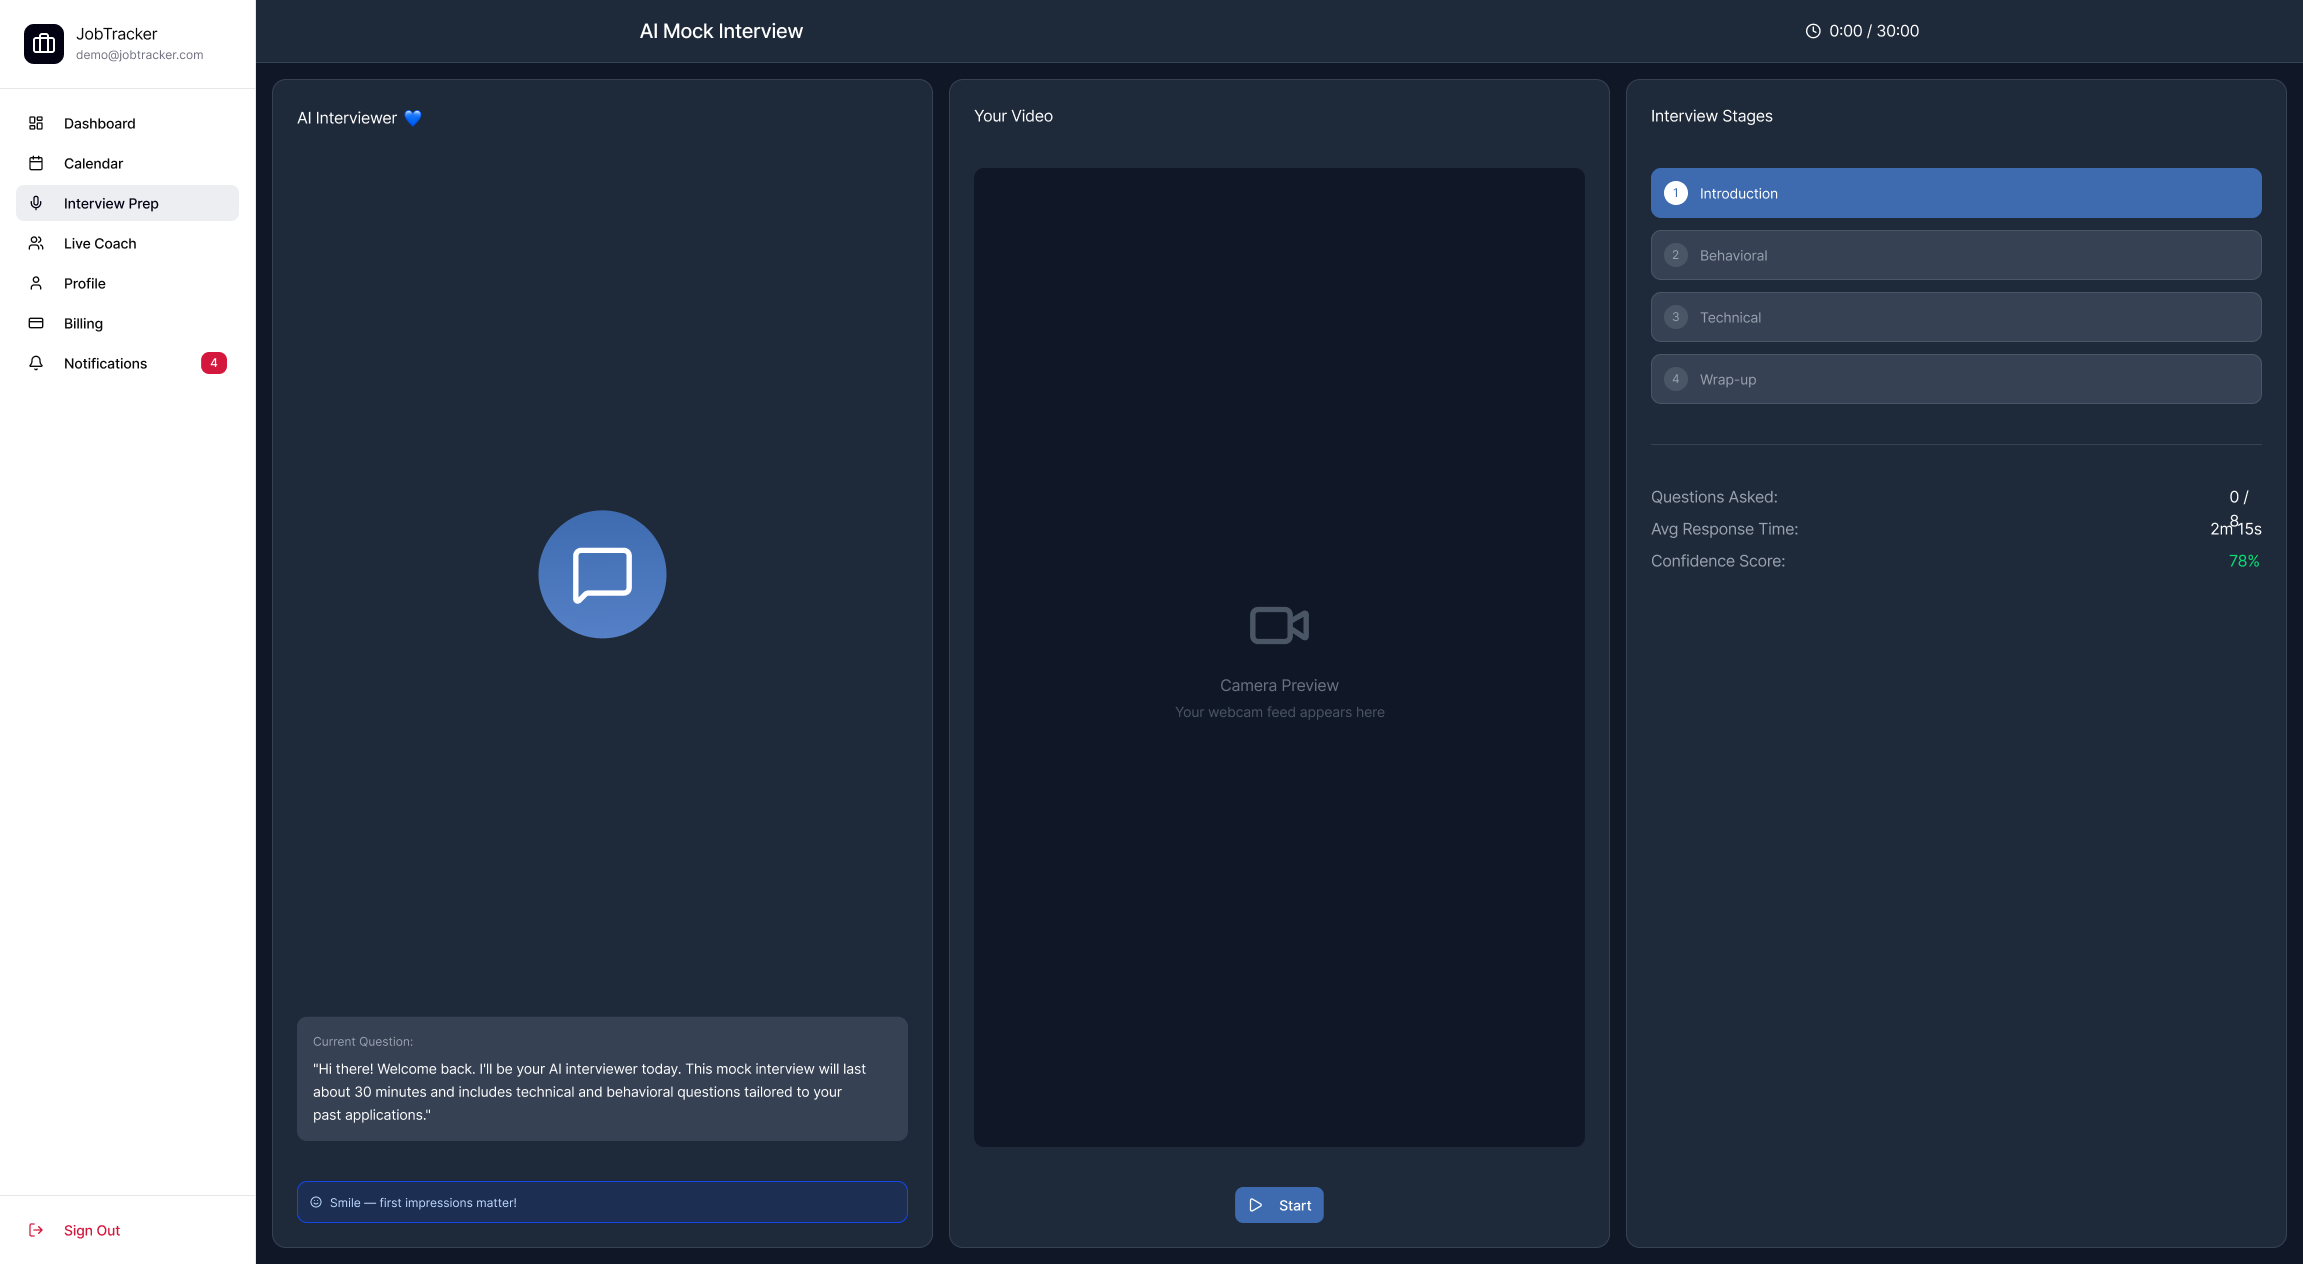 JobTracker
demo@jobtracker.com
Dashboard
Calendar
Interview Prep
Live Coach
Profile
Billing
Notifications
4
Sign Out
AI Mock Interview
0:00 / 30:00
AI Interviewer 💙
Current Question:
"Hi there! Welcome back. I'll be your AI interviewer today. This mock interview will last
about 30 minutes and includes technical and behavioral questions tailored to your
past applications."
Smile — first impressions matter!
Your Video
Camera Preview
Your webcam feed appears here
Start
Interview Stages
1 Introduction
2 Behavioral
3 Technical
4 Wrap-up
Questions Asked: 0 /
8
Avg Response Time: 2m 15s
Confidence Score: 78%